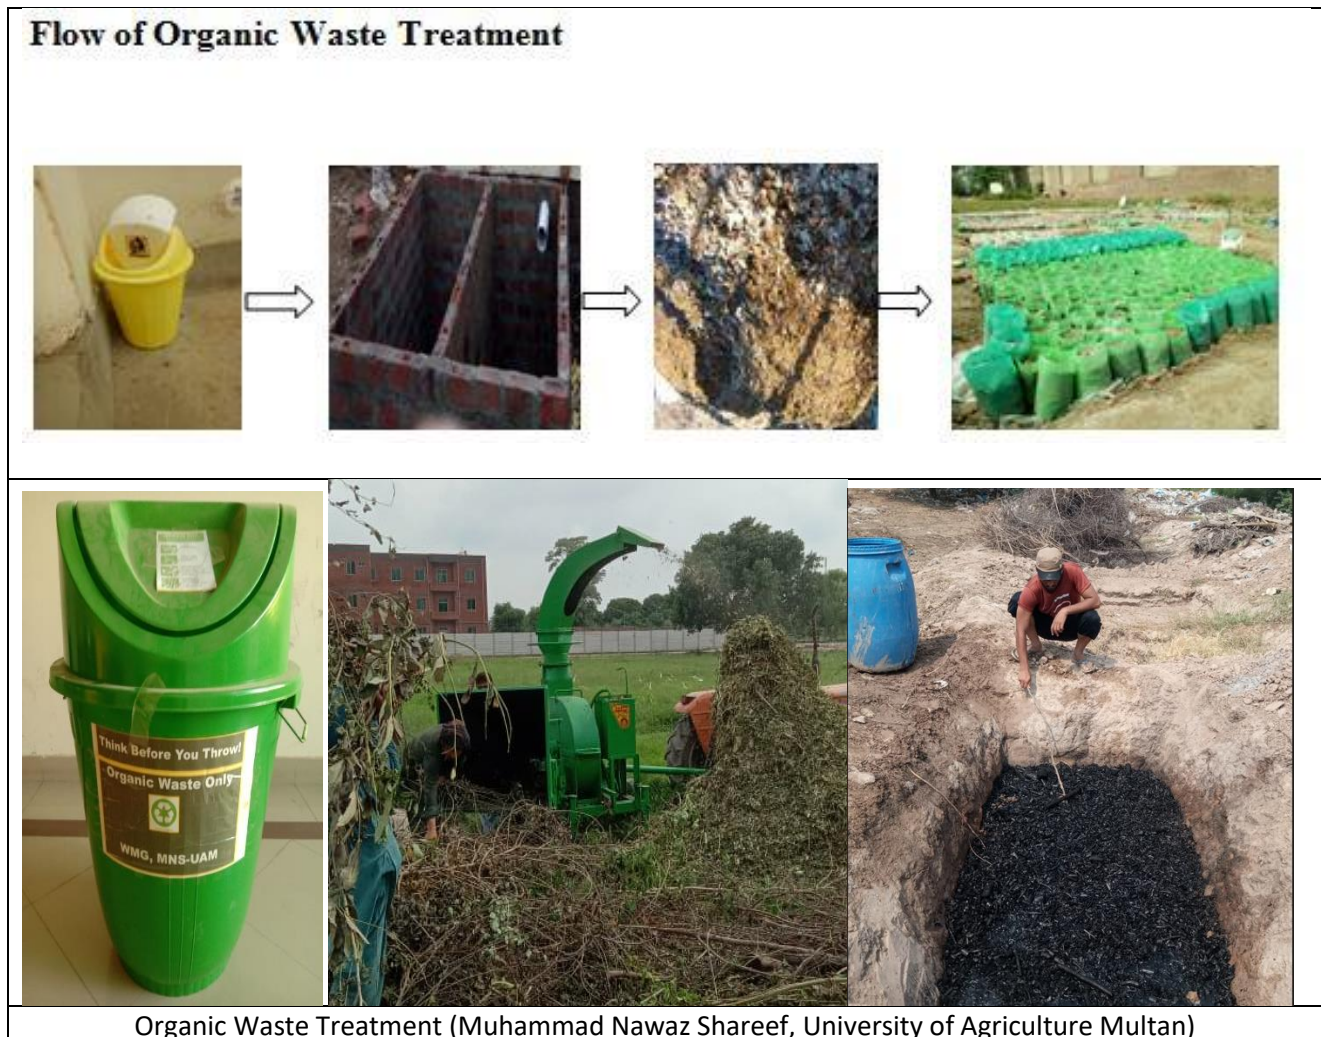 Flow of Organic Waste Treatment
Think Before You Throw!
Organic Waste Only
WMG, MNS-UAM
Organic Waste Treatment (Muhammad Nawaz Shareef, University of Agriculture Multan)